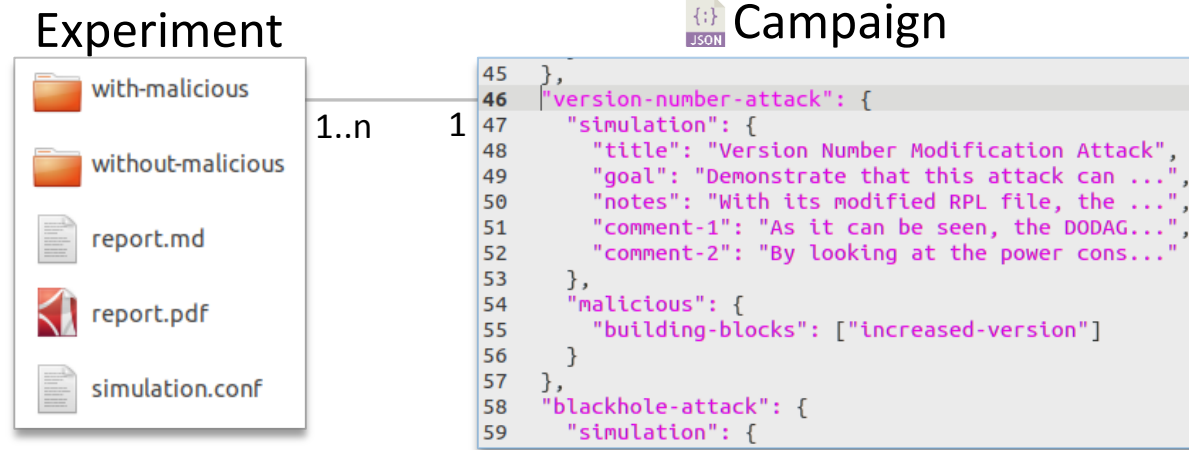 Experiment
with-malicious
without-malicious
report.md
report.pdf
simulation.conf
1..n
1
{:}
JSON
Campaign
45 },
46 "version-number-attack": {
47 "simulation": {
48 "title": "Version Number Modification Attack",
49 "goal": "Demonstrate that this attack can ...",
50 "notes": "With its modified RPL file, the ...",
51 "comment-1": "As it can be seen, the DODAG...",
52 "comment-2": "By looking at the power cons..."
53 },
54 "malicious": {
55 "building-blocks": ["increased-version"]
56 }
57 },
58 "blackhole-attack": {
59 "simulation": {